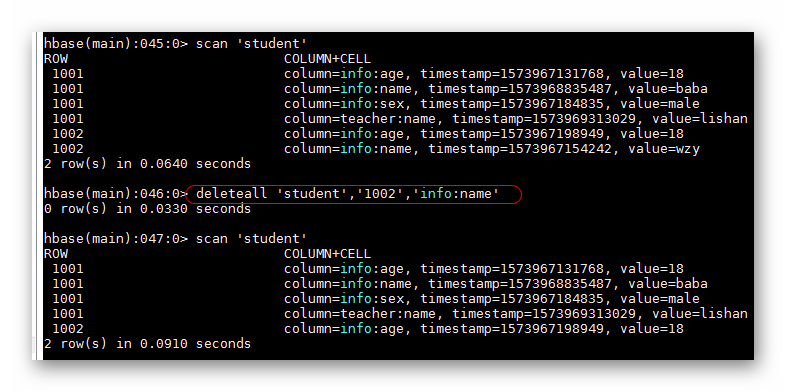 hbase(main):045:0> scan 'student'
ROW COLUMN+CELL
1001 column=info:age, timestamp=1573967131768, value=18
1001 column=info:name, timestamp=1573968835487, value=baba
1001 column=info:sex, timestamp=1573967184835, value=male
1001 column=teacher:name, timestamp=1573969313029, value=lishan
1002 column=info:age, timestamp=1573967198949, value=18
1002 column=info:name, timestamp=1573967154242, value=wzy
2 row(s) in 0.0640 seconds
hbase(main):046:0> deleteall 'student','1002','info:name'
0 row(s) in 0.0330 seconds
hbase(main):047:0> scan 'student'
ROW COLUMN+CELL
1001 column=info:age, timestamp=1573967131768, value=18
1001 column=info:name, timestamp=1573968835487, value=baba
1001 column=info:sex, timestamp=1573967184835, value=male
1001 column=teacher:name, timestamp=1573969313029, value=lishan
1002 column=info:age, timestamp=1573967198949, value=18
2 row(s) in 0.0910 seconds